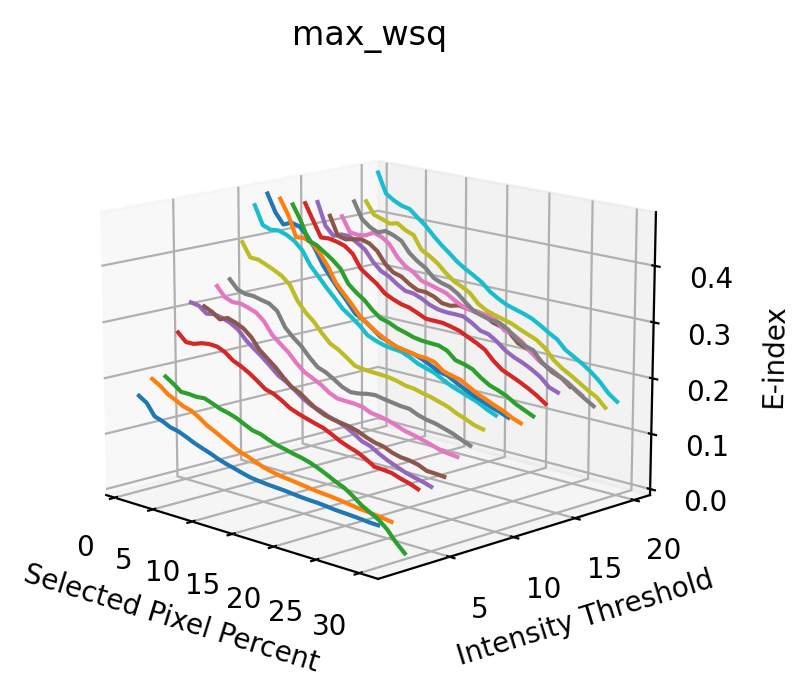 max_wsq
0.4
0.3
0.2
0.1
0.0
E-index
0 5 10 15 20 25 30
Selected Pixel Percent
5 10 15 20
Intensity Threshold